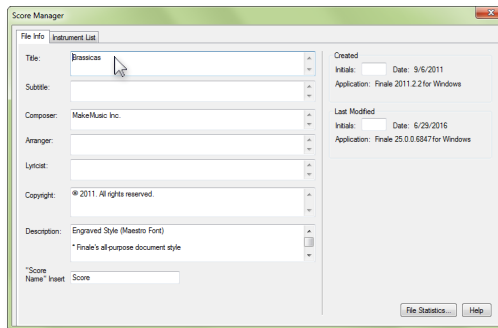 Score Manager
File Info Instrument List
Title: Brassicas
Subtitle:
Composer: MakeMusic Inc.
Arranger:
Lyricist:
Copyright: ® 2011. All rights reserved.
Description: Engraved Style (Maestro Font)
* Finale's all-purpose document style
"Score
Name" Insert Score
Created
Initials: Date: 9/6/2011
Application: Finale 2011.2.2 for Windows
Last Modified
Initials: Date: 6/29/2016
Application: Finale 25.0.0.6847 for Windows
File Statistics... Help